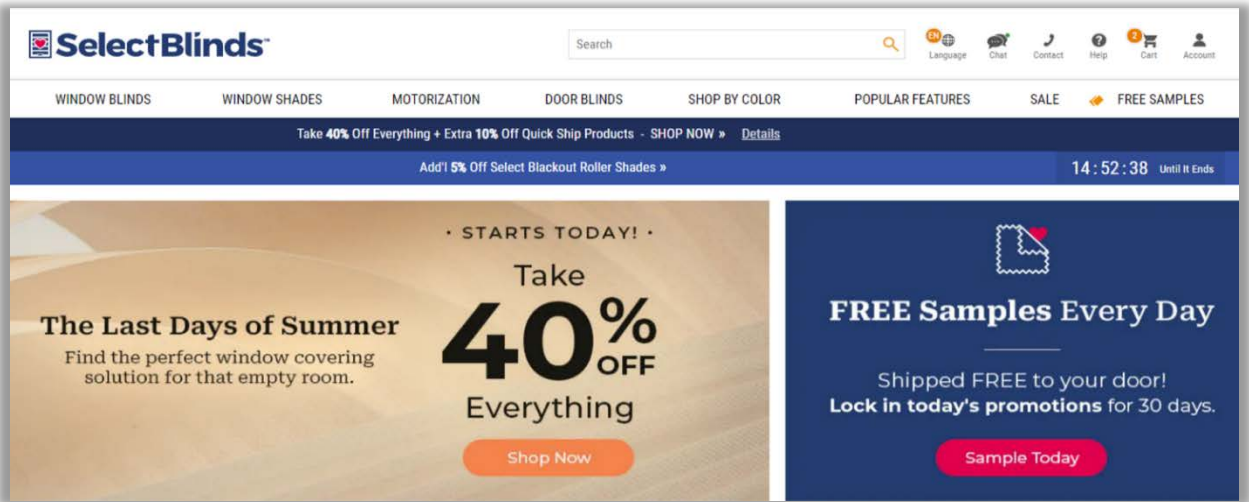 SelectBlinds™
Search
EN
Language
Chat
Contact
Help
2
Cart
Account
WINDOW BLINDS
WINDOW SHADES
MOTORIZATION
DOOR BLINDS
SHOP BY COLOR
POPULAR FEATURES
SALE
FREE SAMPLES
Take 40% Off Everything + Extra 10% Off Quick Ship Products - SHOP NOW » Details
Add'l 5% Off Select Blackout Roller Shades »
14:52:38 Until It Ends
The Last Days of Summer
Find the perfect window covering
solution for that empty room.
· STARTS TODAY! ·
Take
40% OFF
Everything
Shop Now
FREE Samples Every Day
Shipped FREE to your door!
Lock in today's promotions for 30 days.
Sample Today